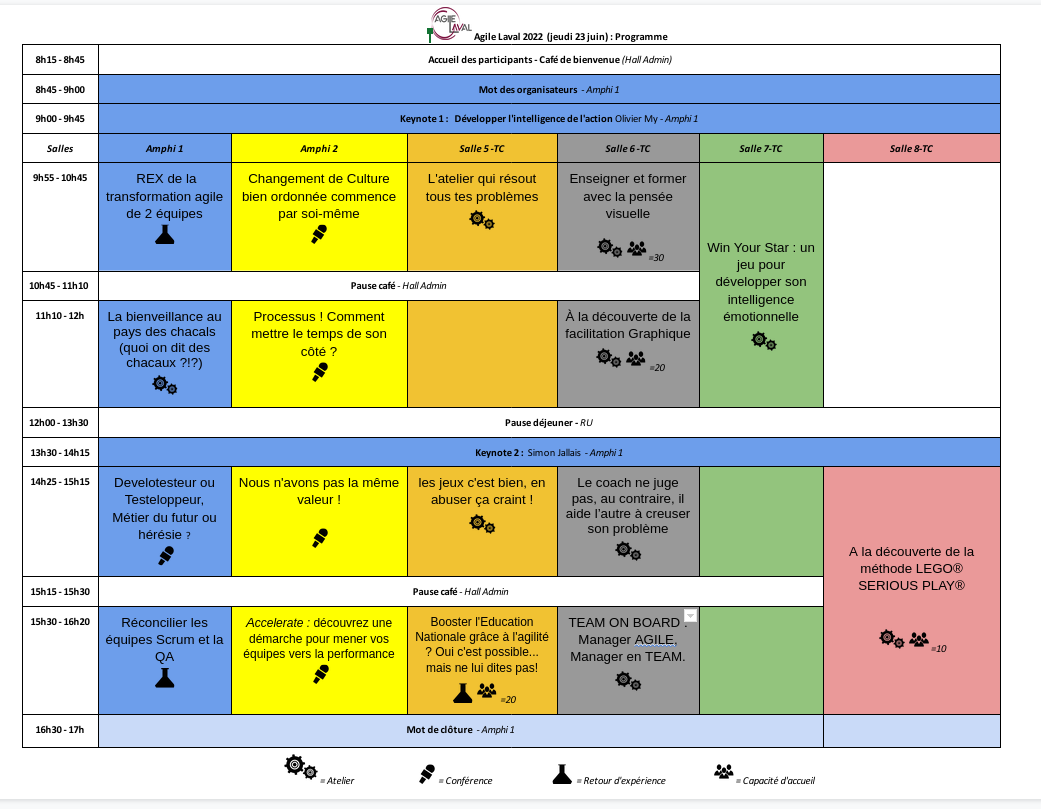 AGILE
LAVAL
Agile Laval 2022 (jeudi 23 juin) : Programme
8h15 - 8h45
Accueil des participants - Café de bienvenue (Hall Admin)
8h45 - 9h00
Mot des organisateurs - Amphi 1
9h00 - 9h45
Keynote 1 : Développer l'intelligence de l'action Olivier My - Amphi 1
Salles
Amphi 1
Amphi 2
Salle 5 -TC
Salle 6 -TC
Salle 7-TC
Salle 8-TC
9h55 - 10h45
REX de la
transformation agile
de 2 équipes
Changement de Culture
bien ordonnée commence
par soi-même
L'atelier qui résout
tous tes problèmes
Enseigner et former
avec la pensée
visuelle
=30
Win Your Star : un
jeu pour
développer son
intelligence
émotionnelle
10h45 - 11h10
Pause café - Hall Admin
11h10 - 12h
La bienveillance au
pays des chacals
(quoi on dit des
chacaux ?!?)
Processus ! Comment
mettre le temps de son
côté ?
À la découverte de la
facilitation Graphique
=20
12h00 - 13h30
Pause déjeuner - RU
13h30 - 14h15
Keynote 2 : Simon Jallais - Amphi 1
14h25 - 15h15
Develotesteur ou
Testeloppeur,
Métier du futur ou
hérésie ?
Nous n'avons pas la même
valeur !
les jeux c'est bien, en
abuser ça craint !
Le coach ne juge
pas, au contraire, il
aide l'autre à creuser
son problème
A la découverte de la
méthode LEGO®
SERIOUS PLAY®
=10
15h15 - 15h30
Pause café - Hall Admin
15h30 - 16h20
Réconcilier les
équipes Scrum et la
QA
Accelerate : découvrez une
démarche pour mener vos
équipes vers la performance
Booster l'Education
Nationale grâce à l'agilité
? Oui c'est possible...
mais ne lui dites pas!
=20
TEAM ON BOARD :
Manager AGILE,
Manager en TEAM.
16h30 - 17h
Mot de clôture - Amphi 1
= Atelier
= Conférence
= Retour d'expérience
= Capacité d'accueil